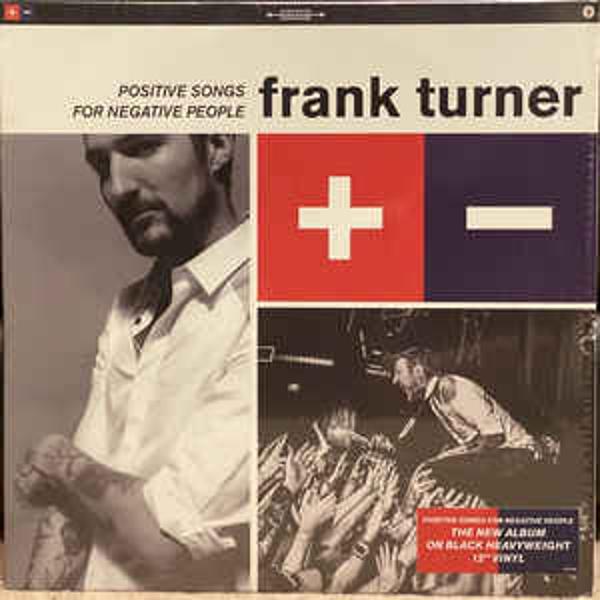 POSITIVE SONGS
FOR NEGATIVE PEOPLE
frank turner
POSITIVE SONGS FOR NEGATIVE PEOPLE
THE NEW ALBUM
ON BLACK HEAVYWEIGHT
12" VINYL